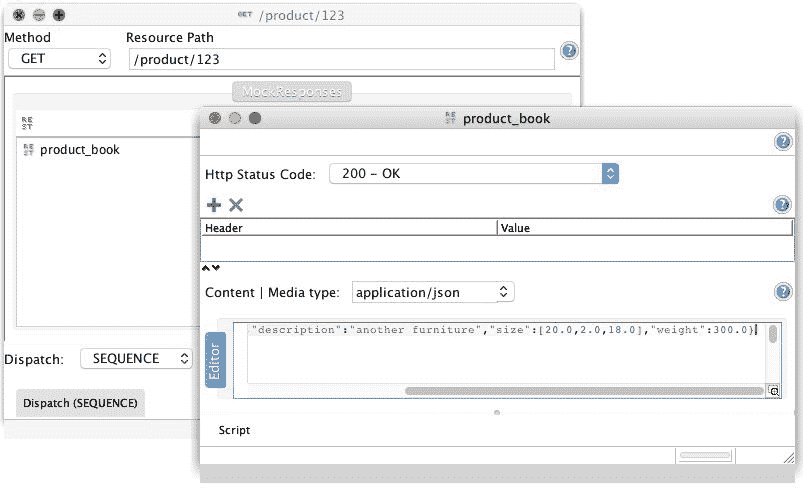 GET /product/123
Method
Resource Path
GET
/product/123
MockResponses
RE
ST
RE
ST product_book
Dispatch:
SEQUENCE
Dispatch (SEQUENCE)
RE
ST product_book
Http Status Code:
200 – OK
Header
Value
Content | Media type:
application/json
Editor
"description":"another furniture","size":[20.0,2.0,18.0],"weight":300.0}
Script